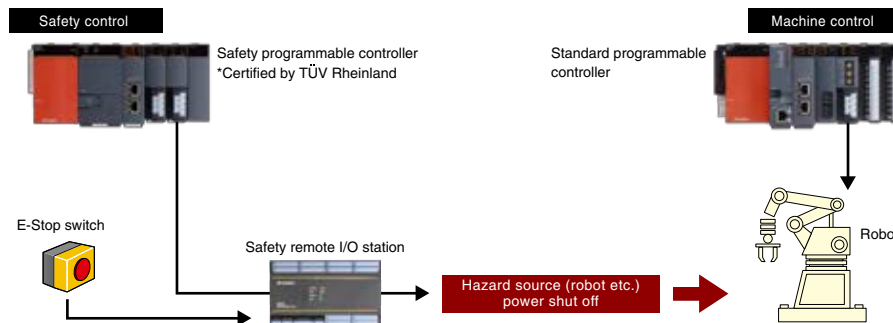 Safety control
Machine control
Safety programmable controller
*Certified by TÜV Rheinland
Standard programmable
controller
E-Stop switch
Safety remote I/O station
Hazard source (robot etc.)
power shut off
Robo